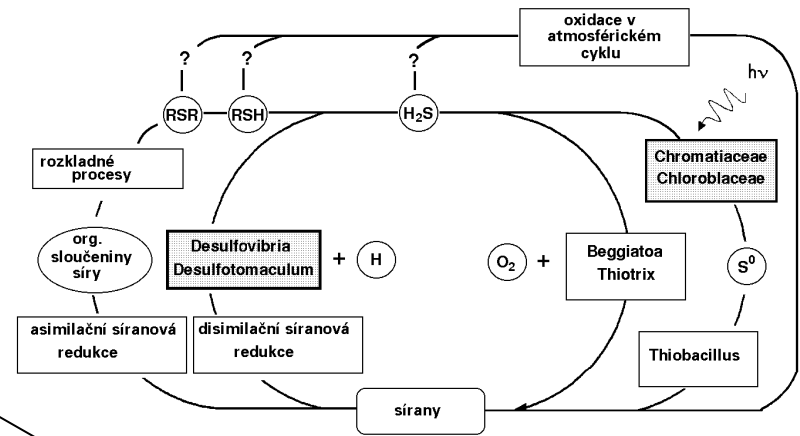 oxidace v
atmosférickém
cyklu
?
?
?
hν
RSR
RSH
H2S
rozkladné
procesy
Chromatiaceae
Chloroblaceae
org.
sloučeniny
síry
Desulfovibria
Desulfotomaculum
+
H
O2
+
Beggiatoa
Thiotrix
S0
asimilační síranová
redukce
disimilační síranová
redukce
Thiobacillus
sírany